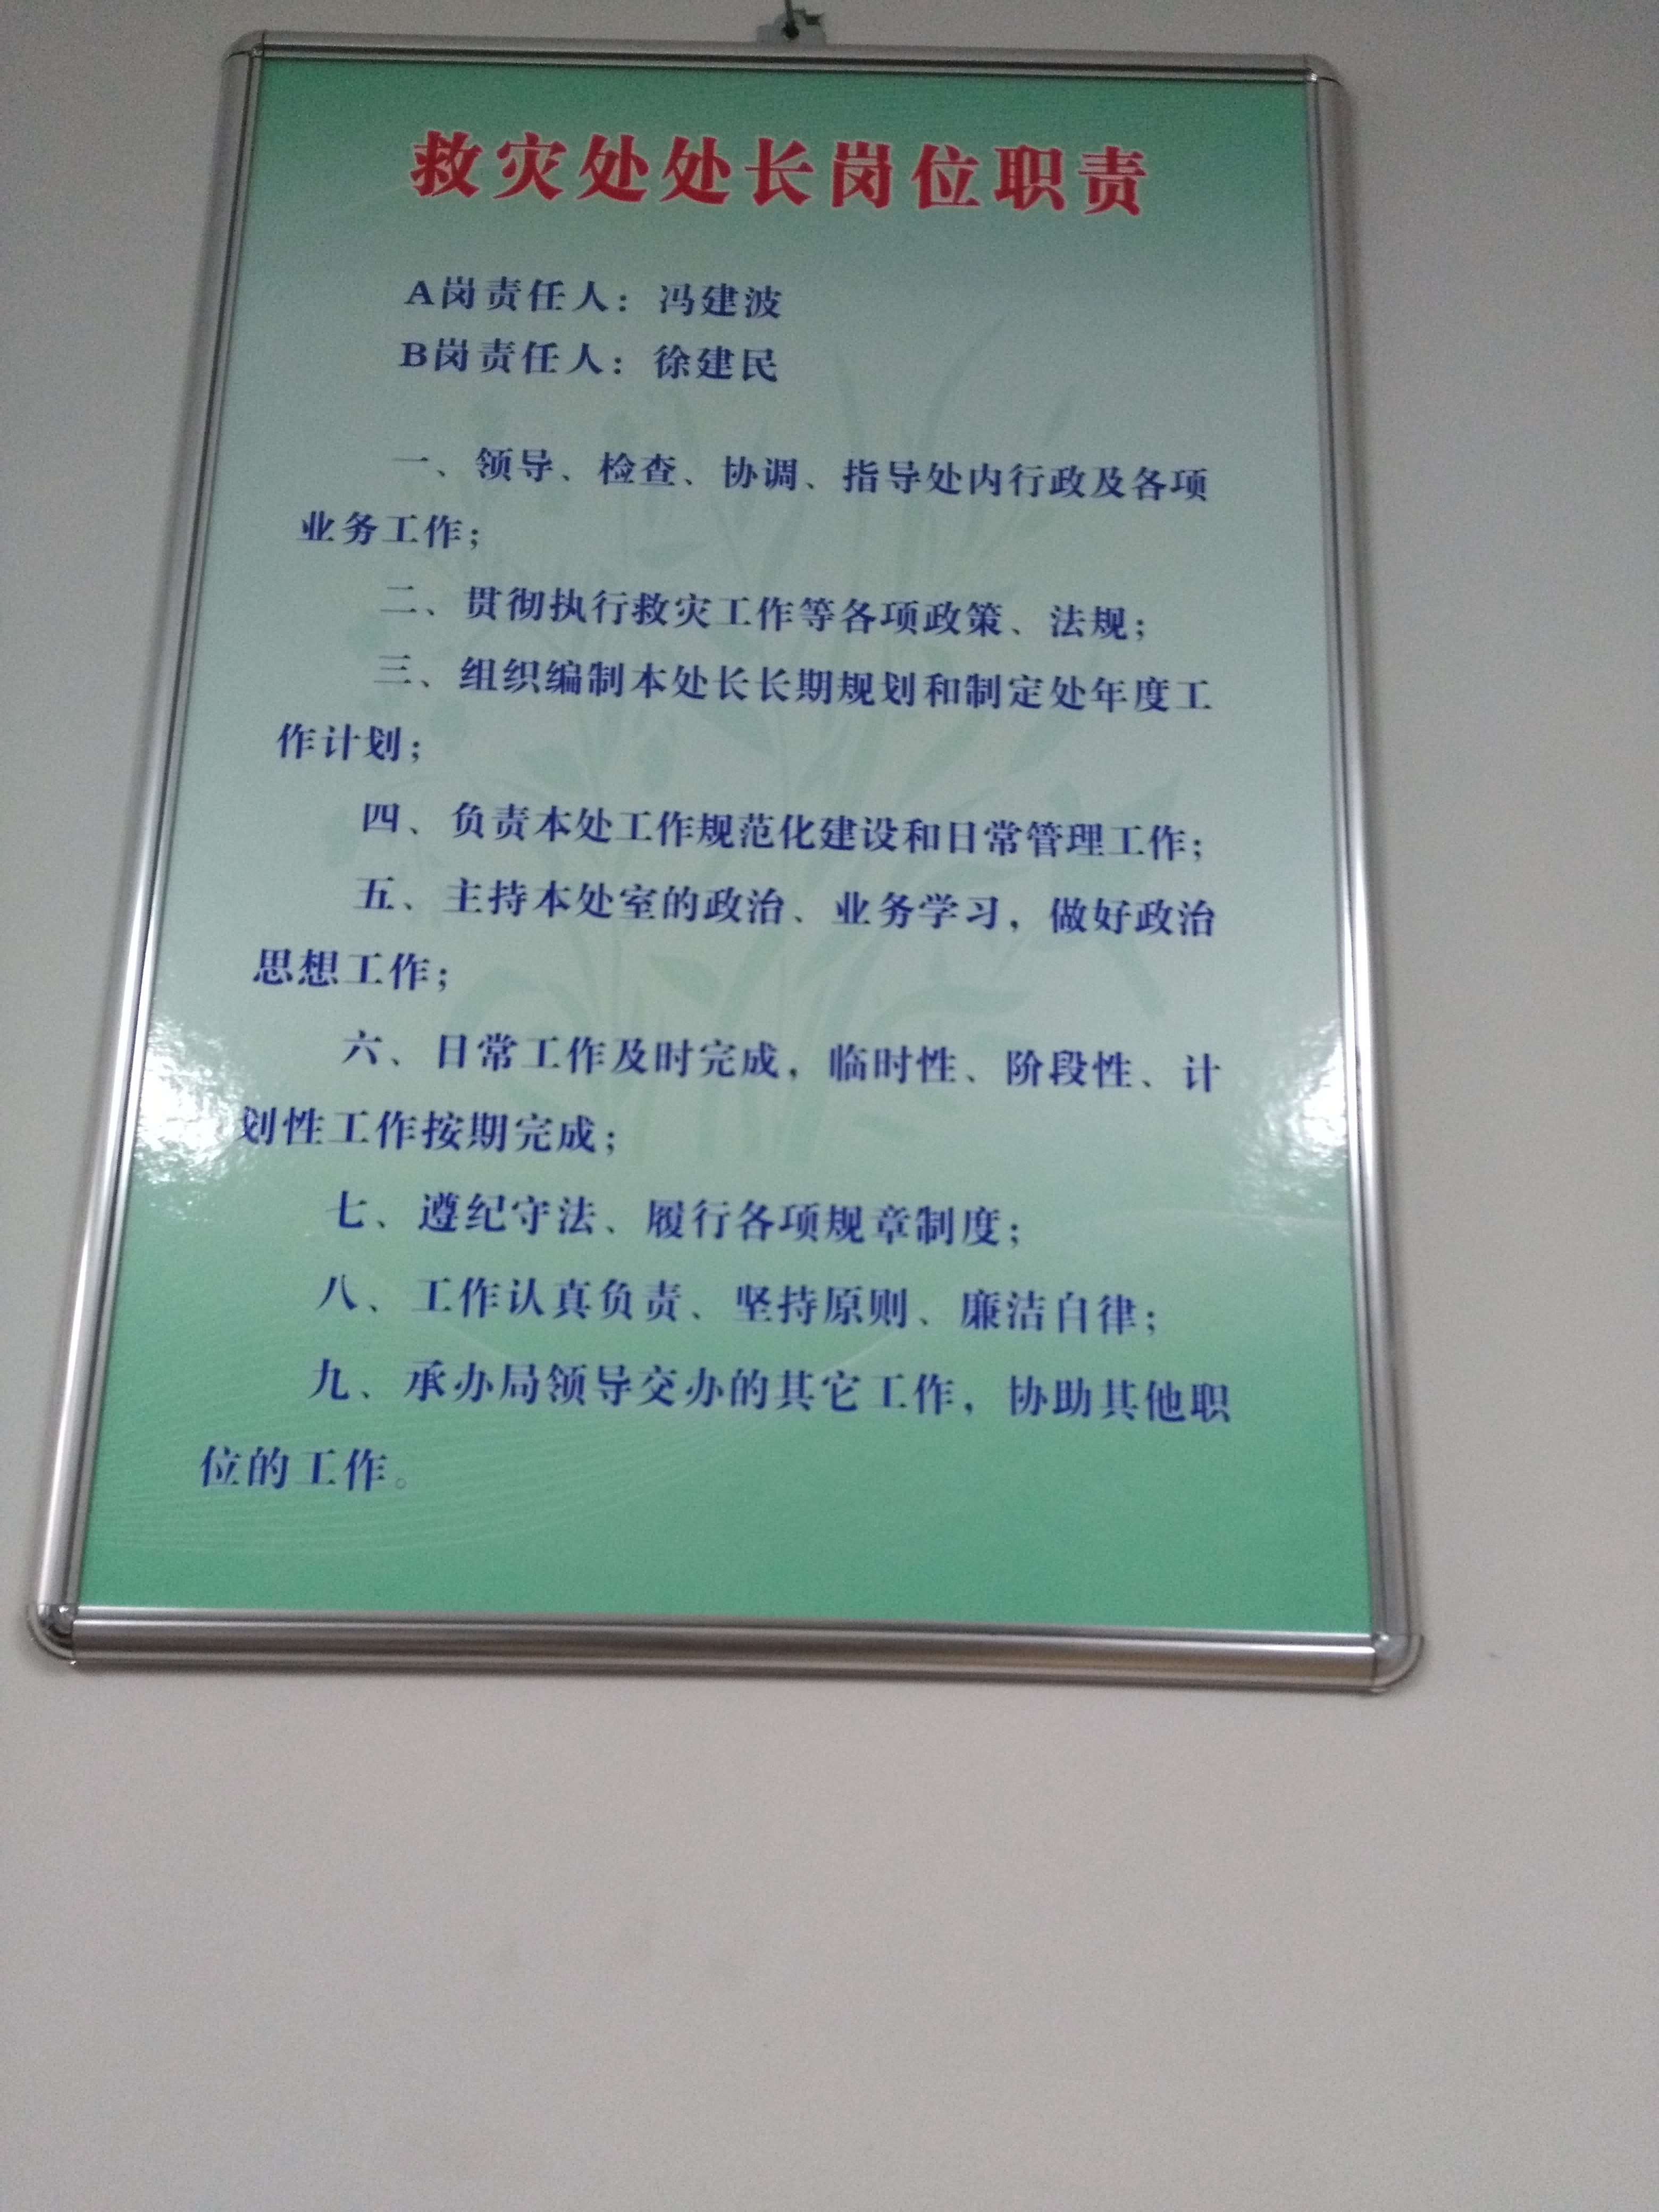 救灾处处长岗位职责
A岗责任人：冯建波
B岗责任人：徐建民
一、领导、检查、协调、指导处内行政及各项
业务工作；
二、贯彻执行救灾工作等各项政策、法规；
三、组织编制本处长长期规划和制定处年度工
作计划；
四、负责本处工作规范化建设和日常管理工作；
五、主持本处室的政治、业务学习，做好政治
思想工作；
六、日常工作及时完成，临时性、阶段性、计
划性工作按期完成；
七、遵纪守法、履行各项规章制度；
八、工作认真负责、坚持原则、廉洁自律；
九、承办局领导交办的其它工作，协助其他职
位的工作。